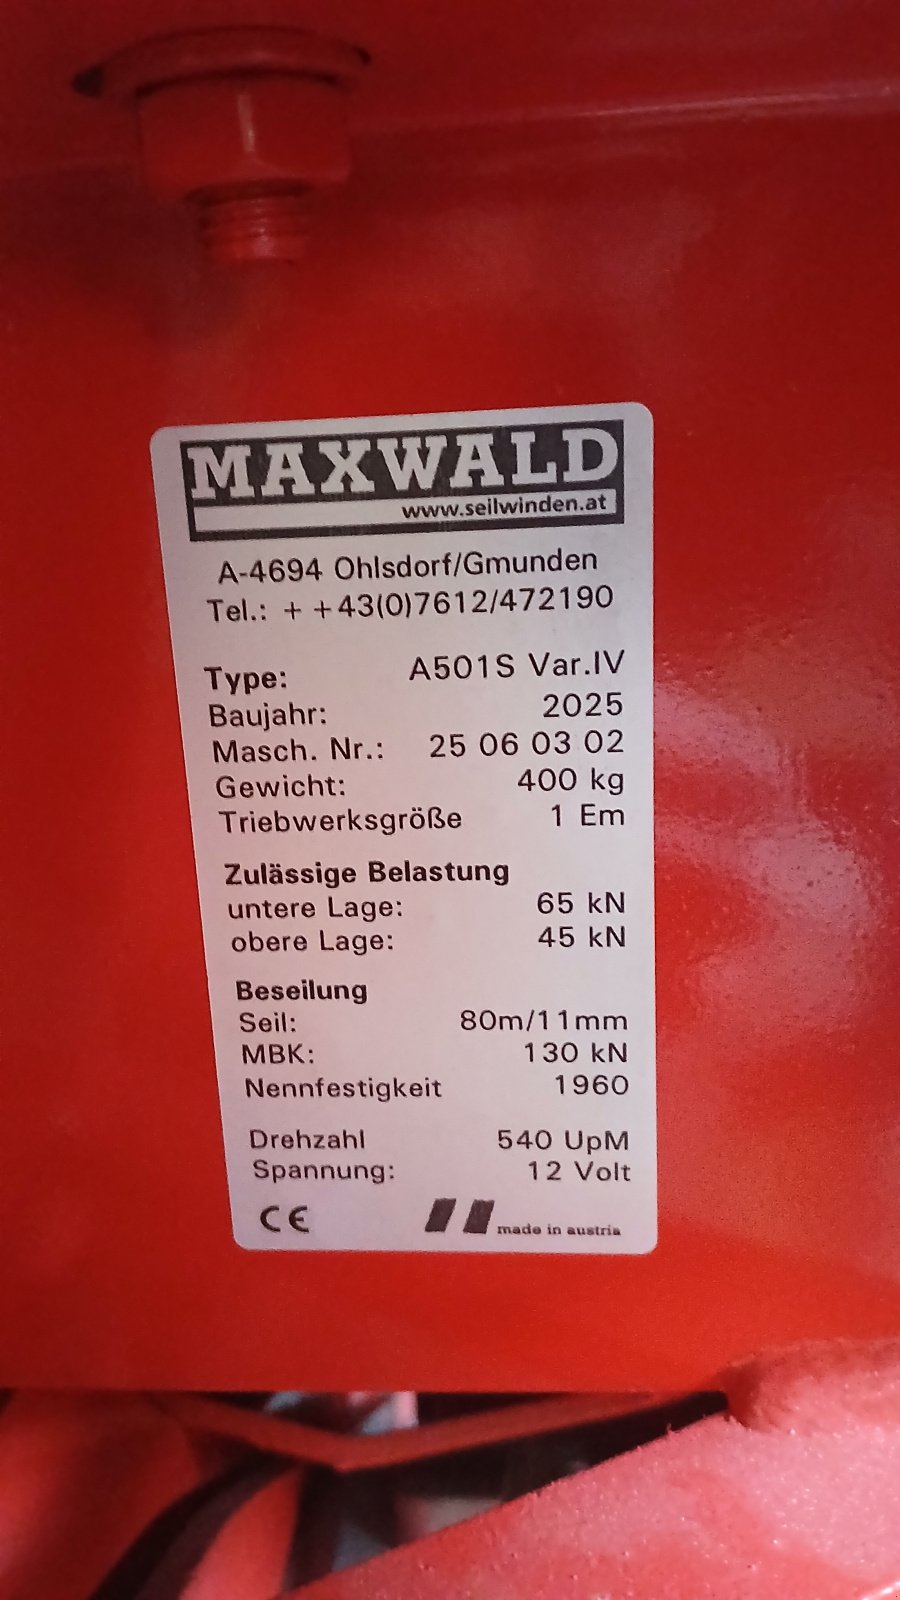 MAXWALD
www.seilwinden.at
A-4694 Ohlsdorf/Gmunden
Tel.: ++43(0)7612/472190
Type: A501S Var.IV
Baujahr: 2025
Masch. Nr.: 25 06 03 02
Gewicht: 400 kg
Triebwerksgröße 1 Em
Zulässige Belastung
untere Lage: 65 kN
obere Lage: 45 kN
Beseilung
Seil: 80m/11mm
MBK: 130 kN
Nennfestigkeit 1960
Drehzahl 540 UpM
Spannung: 12 Volt
CE made in austria